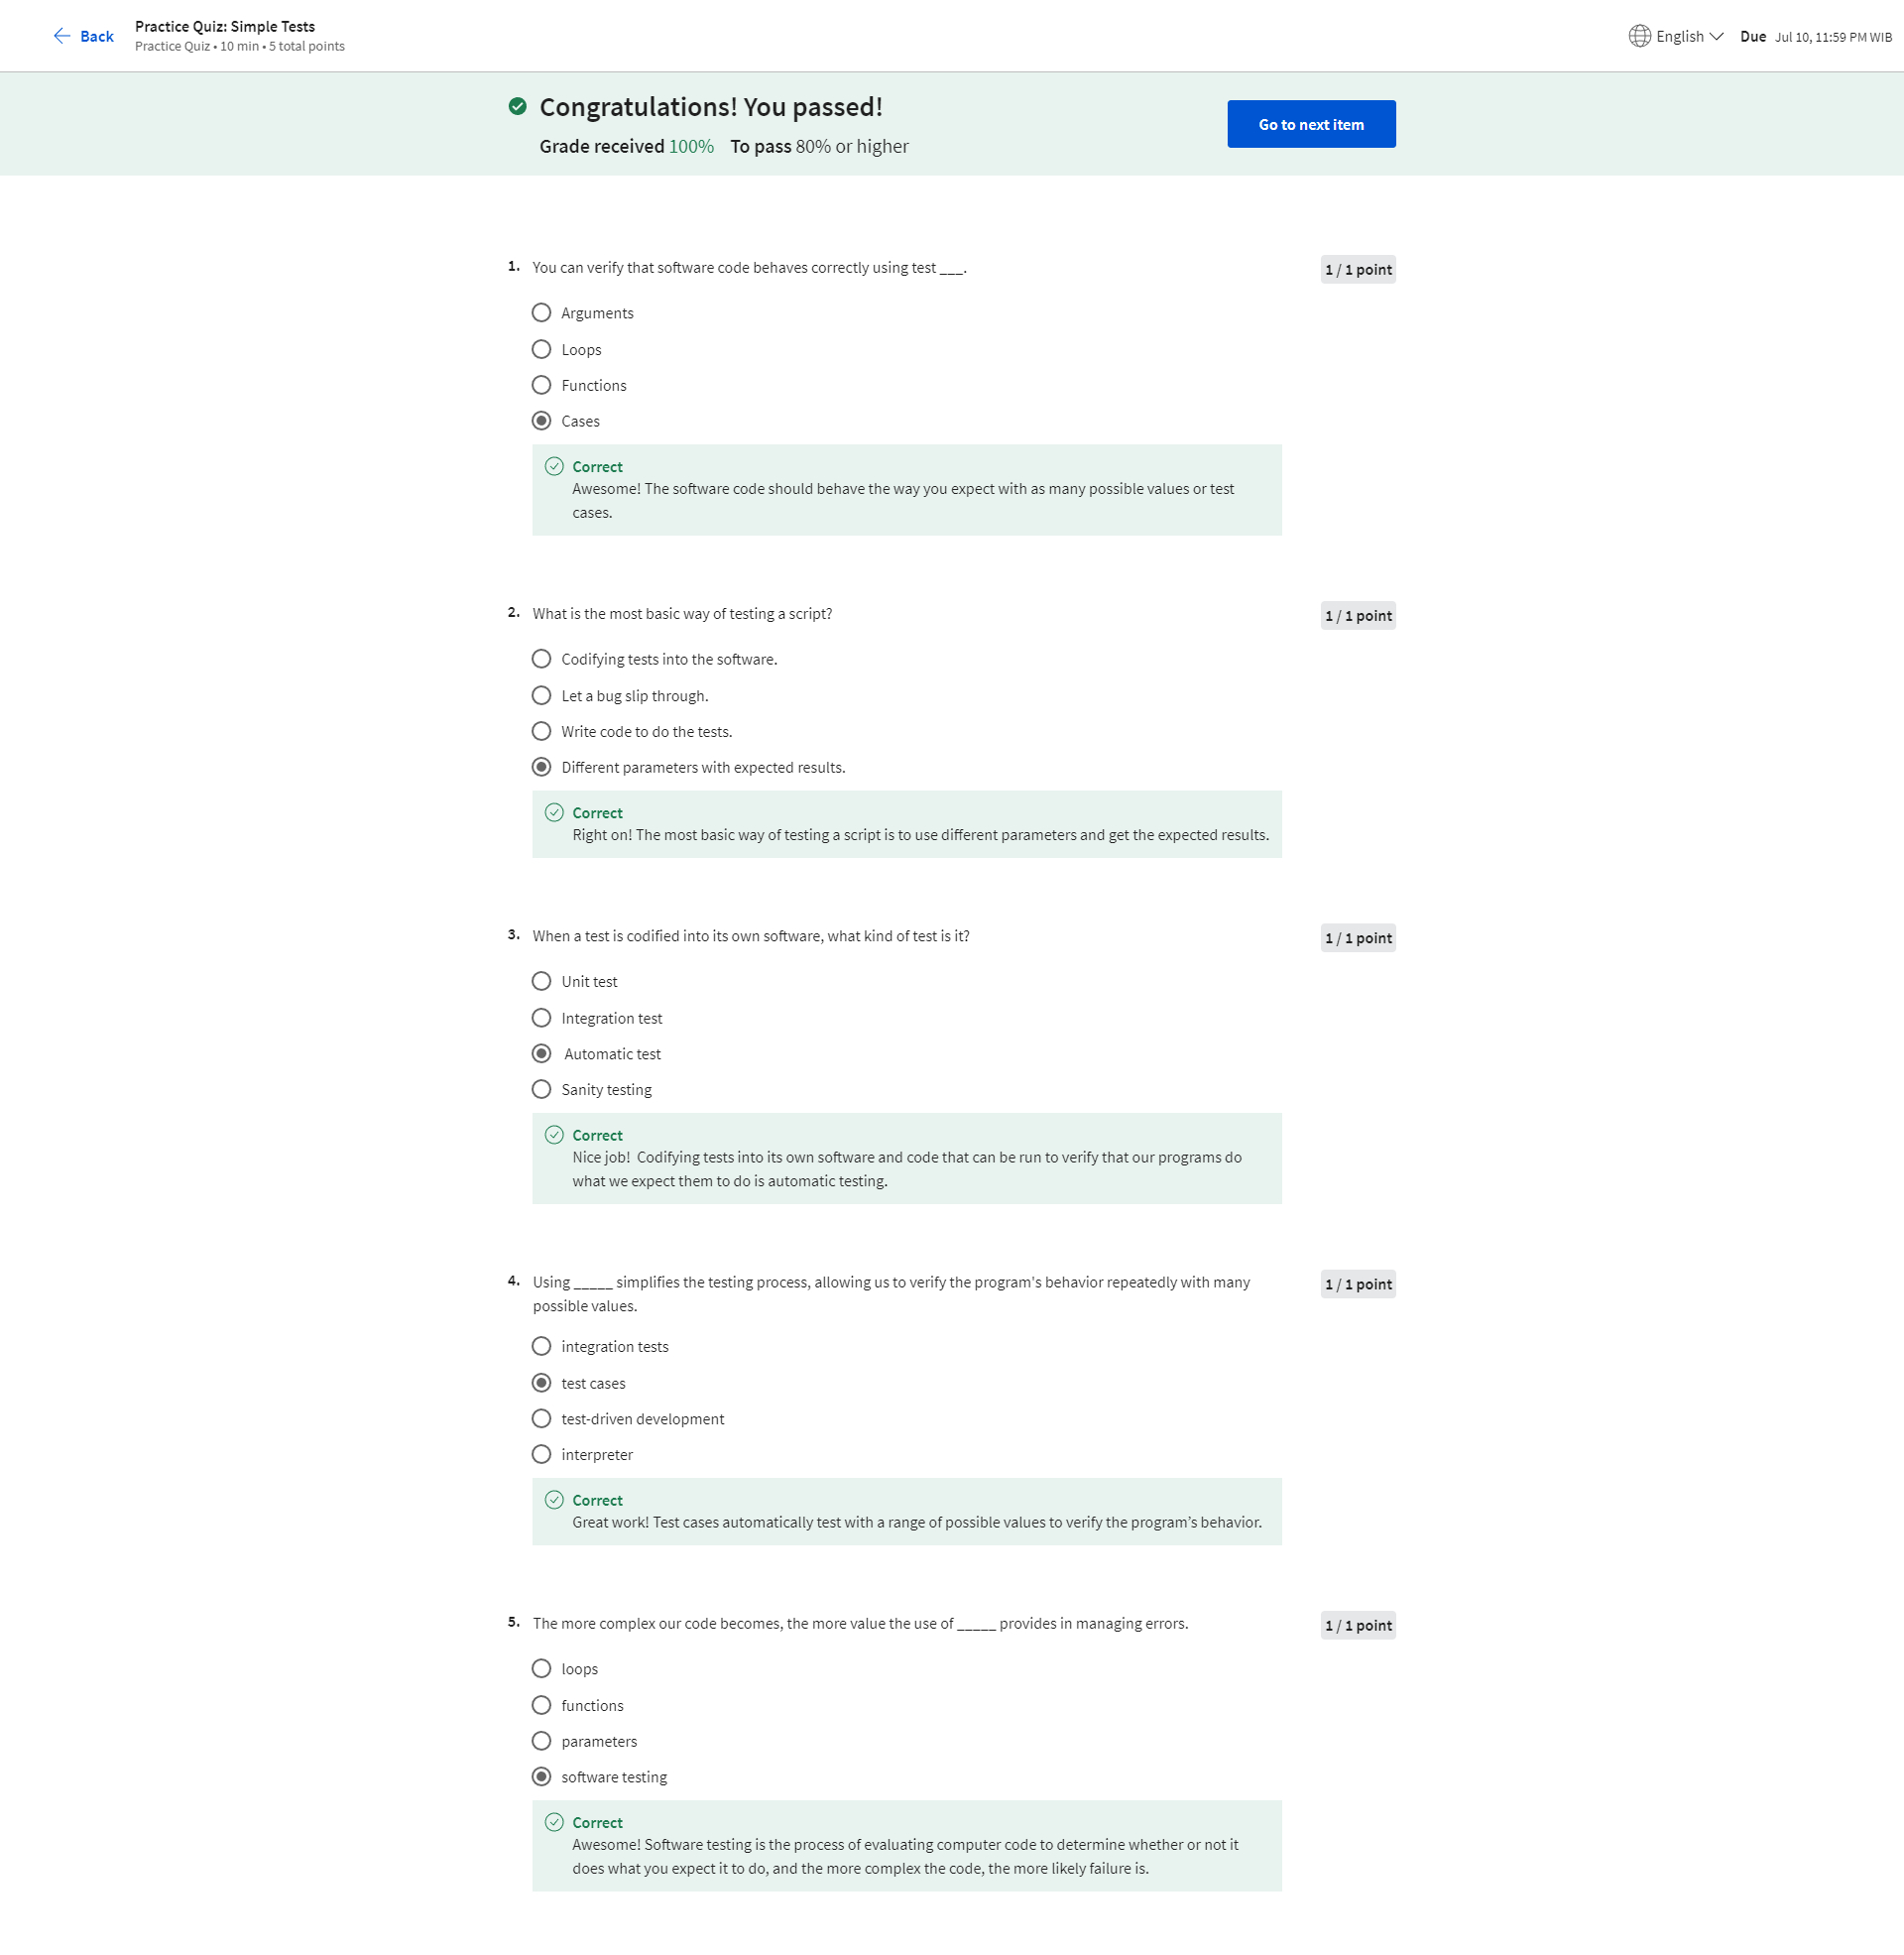 Back
Practice Quiz: Simple Tests
Practice Quiz • 10 min • 5 total points
English
Due Jul 10, 11:59 PM WIB
Congratulations! You passed!
Grade received 100% To pass 80% or higher
Go to next item
1. You can verify that software code behaves correctly using test ___.
1 / 1 point
Arguments
Loops
Functions
Cases
Correct
Awesome! The software code should behave the way you expect with as many possible values or test
cases.
2. What is the most basic way of testing a script?
1 / 1 point
Codifying tests into the software.
Let a bug slip through.
Write code to do the tests.
Different parameters with expected results.
Correct
Right on! The most basic way of testing a script is to use different parameters and get the expected results.
3. When a test is codified into its own software, what kind of test is it?
1 / 1 point
Unit test
Integration test
Automatic test
Sanity testing
Correct
Nice job!  Codifying tests into its own software and code that can be run to verify that our programs do
what we expect them to do is automatic testing.
4. Using _____ simplifies the testing process, allowing us to verify the program's behavior repeatedly with many
possible values.
1 / 1 point
integration tests
test cases
test-driven development
interpreter
Correct
Great work! Test cases automatically test with a range of possible values to verify the program’s behavior.
5. The more complex our code becomes, the more value the use of _____ provides in managing errors.
1 / 1 point
loops
functions
parameters
software testing
Correct
Awesome! Software testing is the process of evaluating computer code to determine whether or not it
does what you expect it to do, and the more complex the code, the more likely failure is.